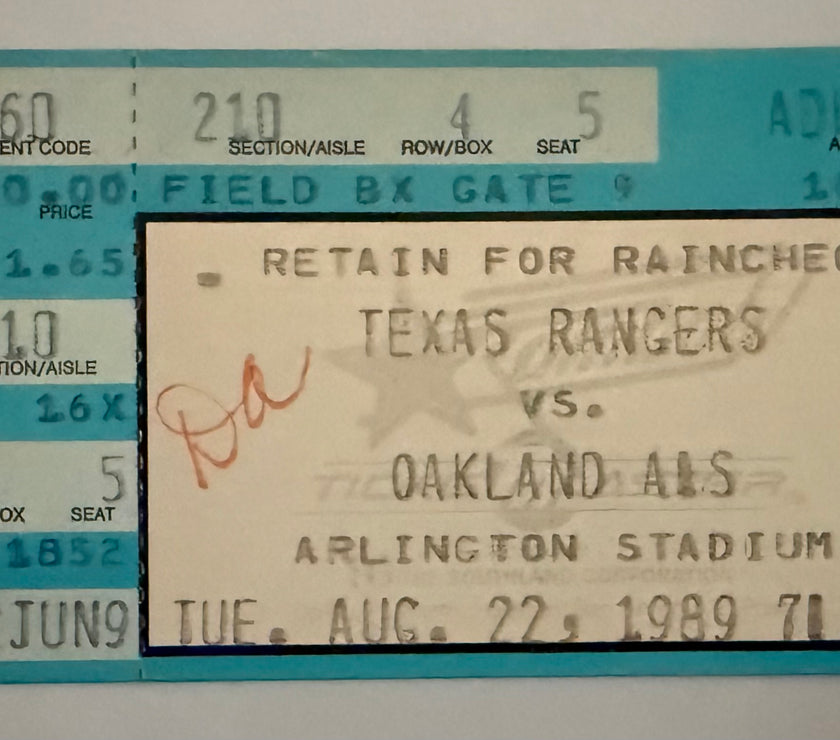 60
ENT CODE
0.00
PRICE
1.65
10
ION/AISLE
16X
5
OX SEAT
1852
JUN9
210 4 5
SECTION/AISLE ROW/BOX SEAT
FIELD BX GATE 9
RETAIN FOR RAINCHEC
TEXAS RANGERS
VS.
OAKLAND A'S
ARLINGTON STADIUM
TUE. AUG. 22, 1989
Da
AD